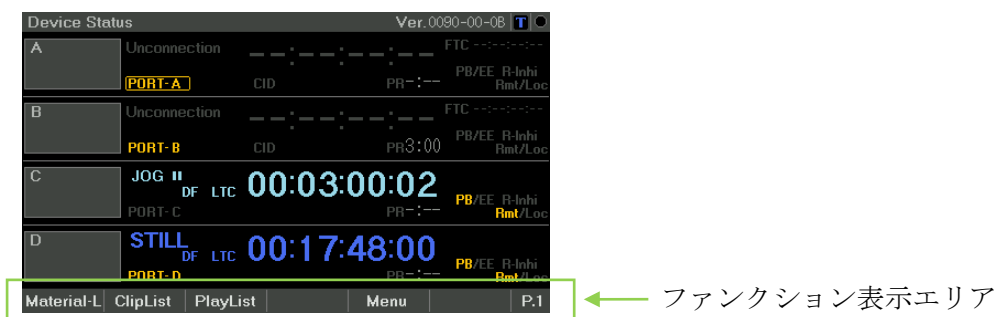 Device Status Ver. 0090-00-0B T
A Unconnection --:--:--:-- FTC --:--:--:--
PORT-A CID PR-:-- PB/EE R-Inhi
Rmt/Loc
B Unconnection --:--:--:-- FTC --:--:--:--
PORT-B CID PR3:00 PB/EE R-Inhi
Rmt/Loc
C JOG II DF LTC 00:03:00:02
PORT-C PR-:-- PB/EE R-Inhi
Rmt/Loc
D STILL DF LTC 00:17:48:00
PORT-D PR-:-- PB/EE R-Inhi
Rmt/Loc
Material-L ClipList PlayList Menu P.1
ファンクション表示エリア